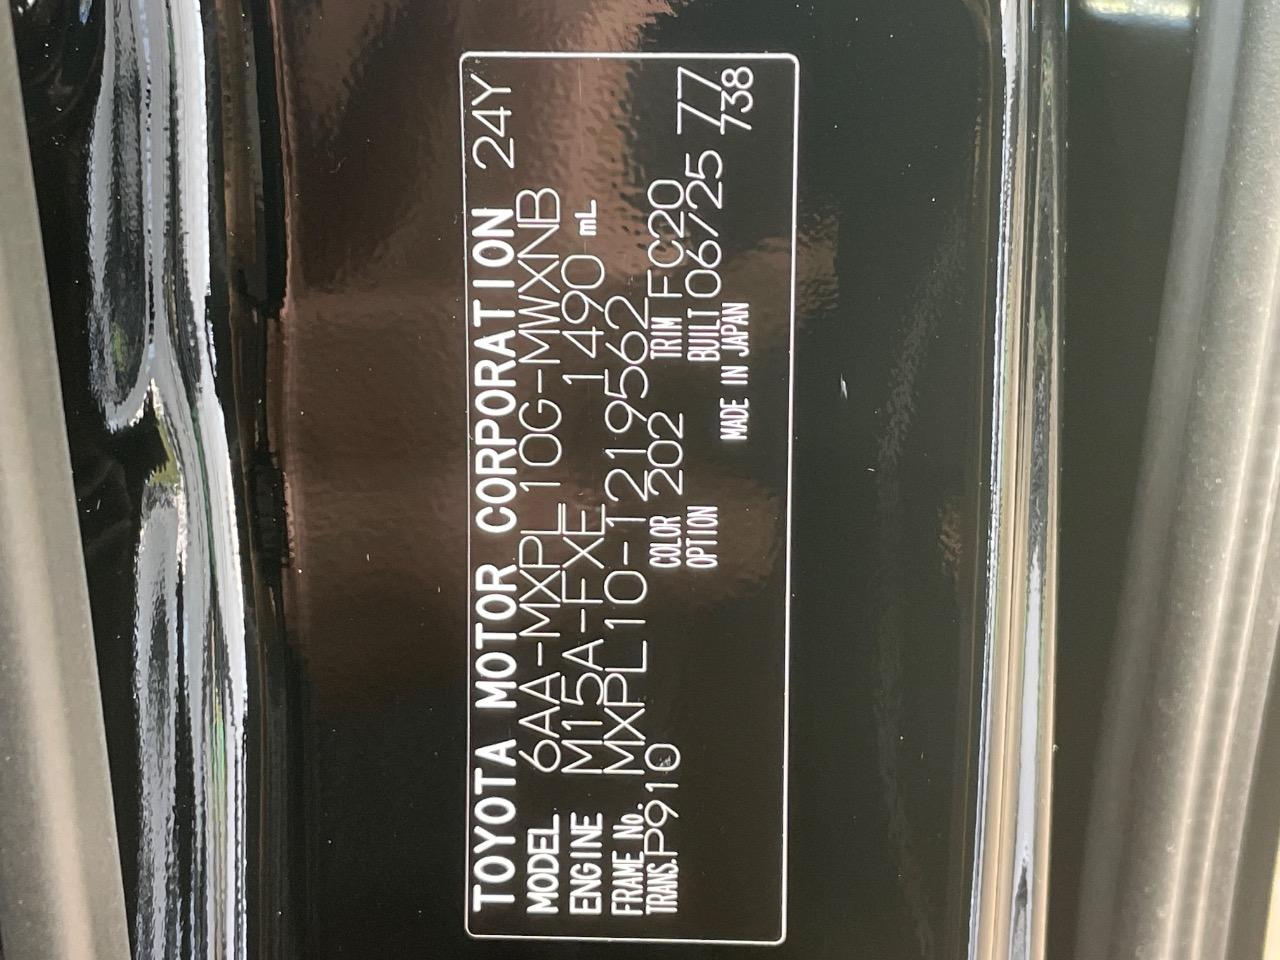 TOYOTA MOTOR CORPORATION 24Y
MODEL 6AA-MXPL10G-MWXNB
ENGINE M15A-FXE 1490 mL
FRAME No. MXPL10-1219562
TRANS. P910 COLOR 202 TRIM FC20
OPTION BUILT 06/25 77
MADE IN JAPAN 738